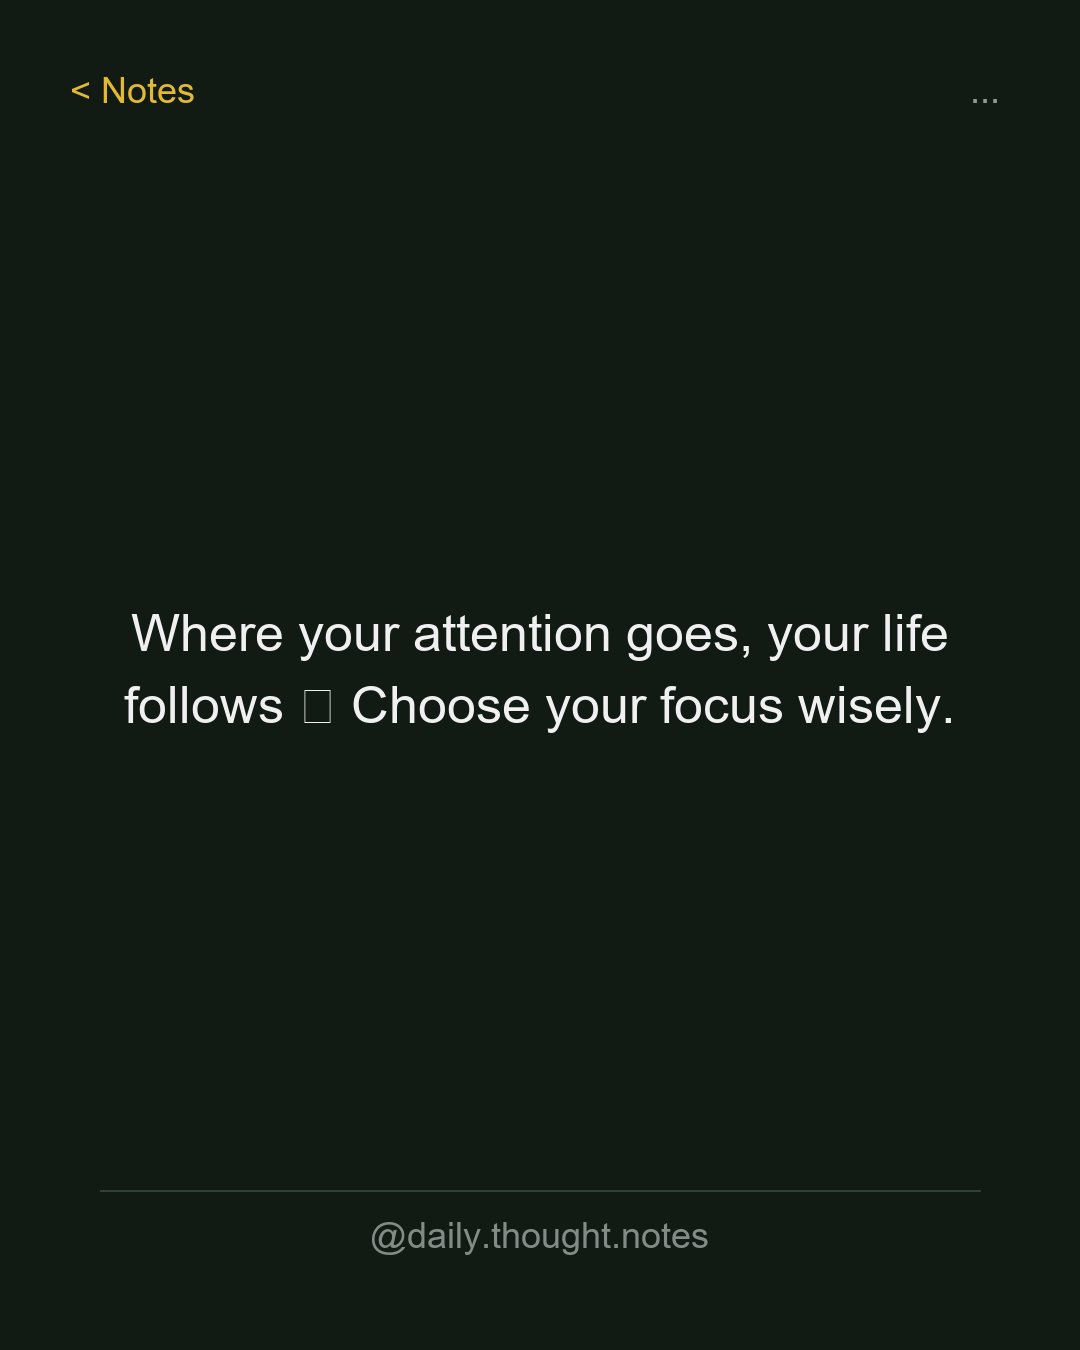 < Notes
...
Where your attention goes, your life
follows □ Choose your focus wisely.
@daily.thought.notes